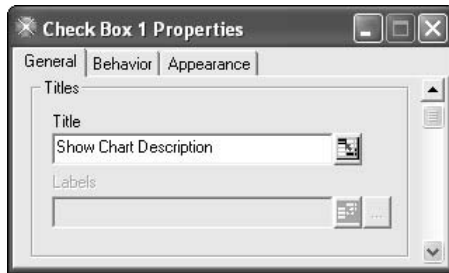 Check Box 1 Properties
General Behavior Appearance
Titles
Title
Show Chart Description
Labels
...